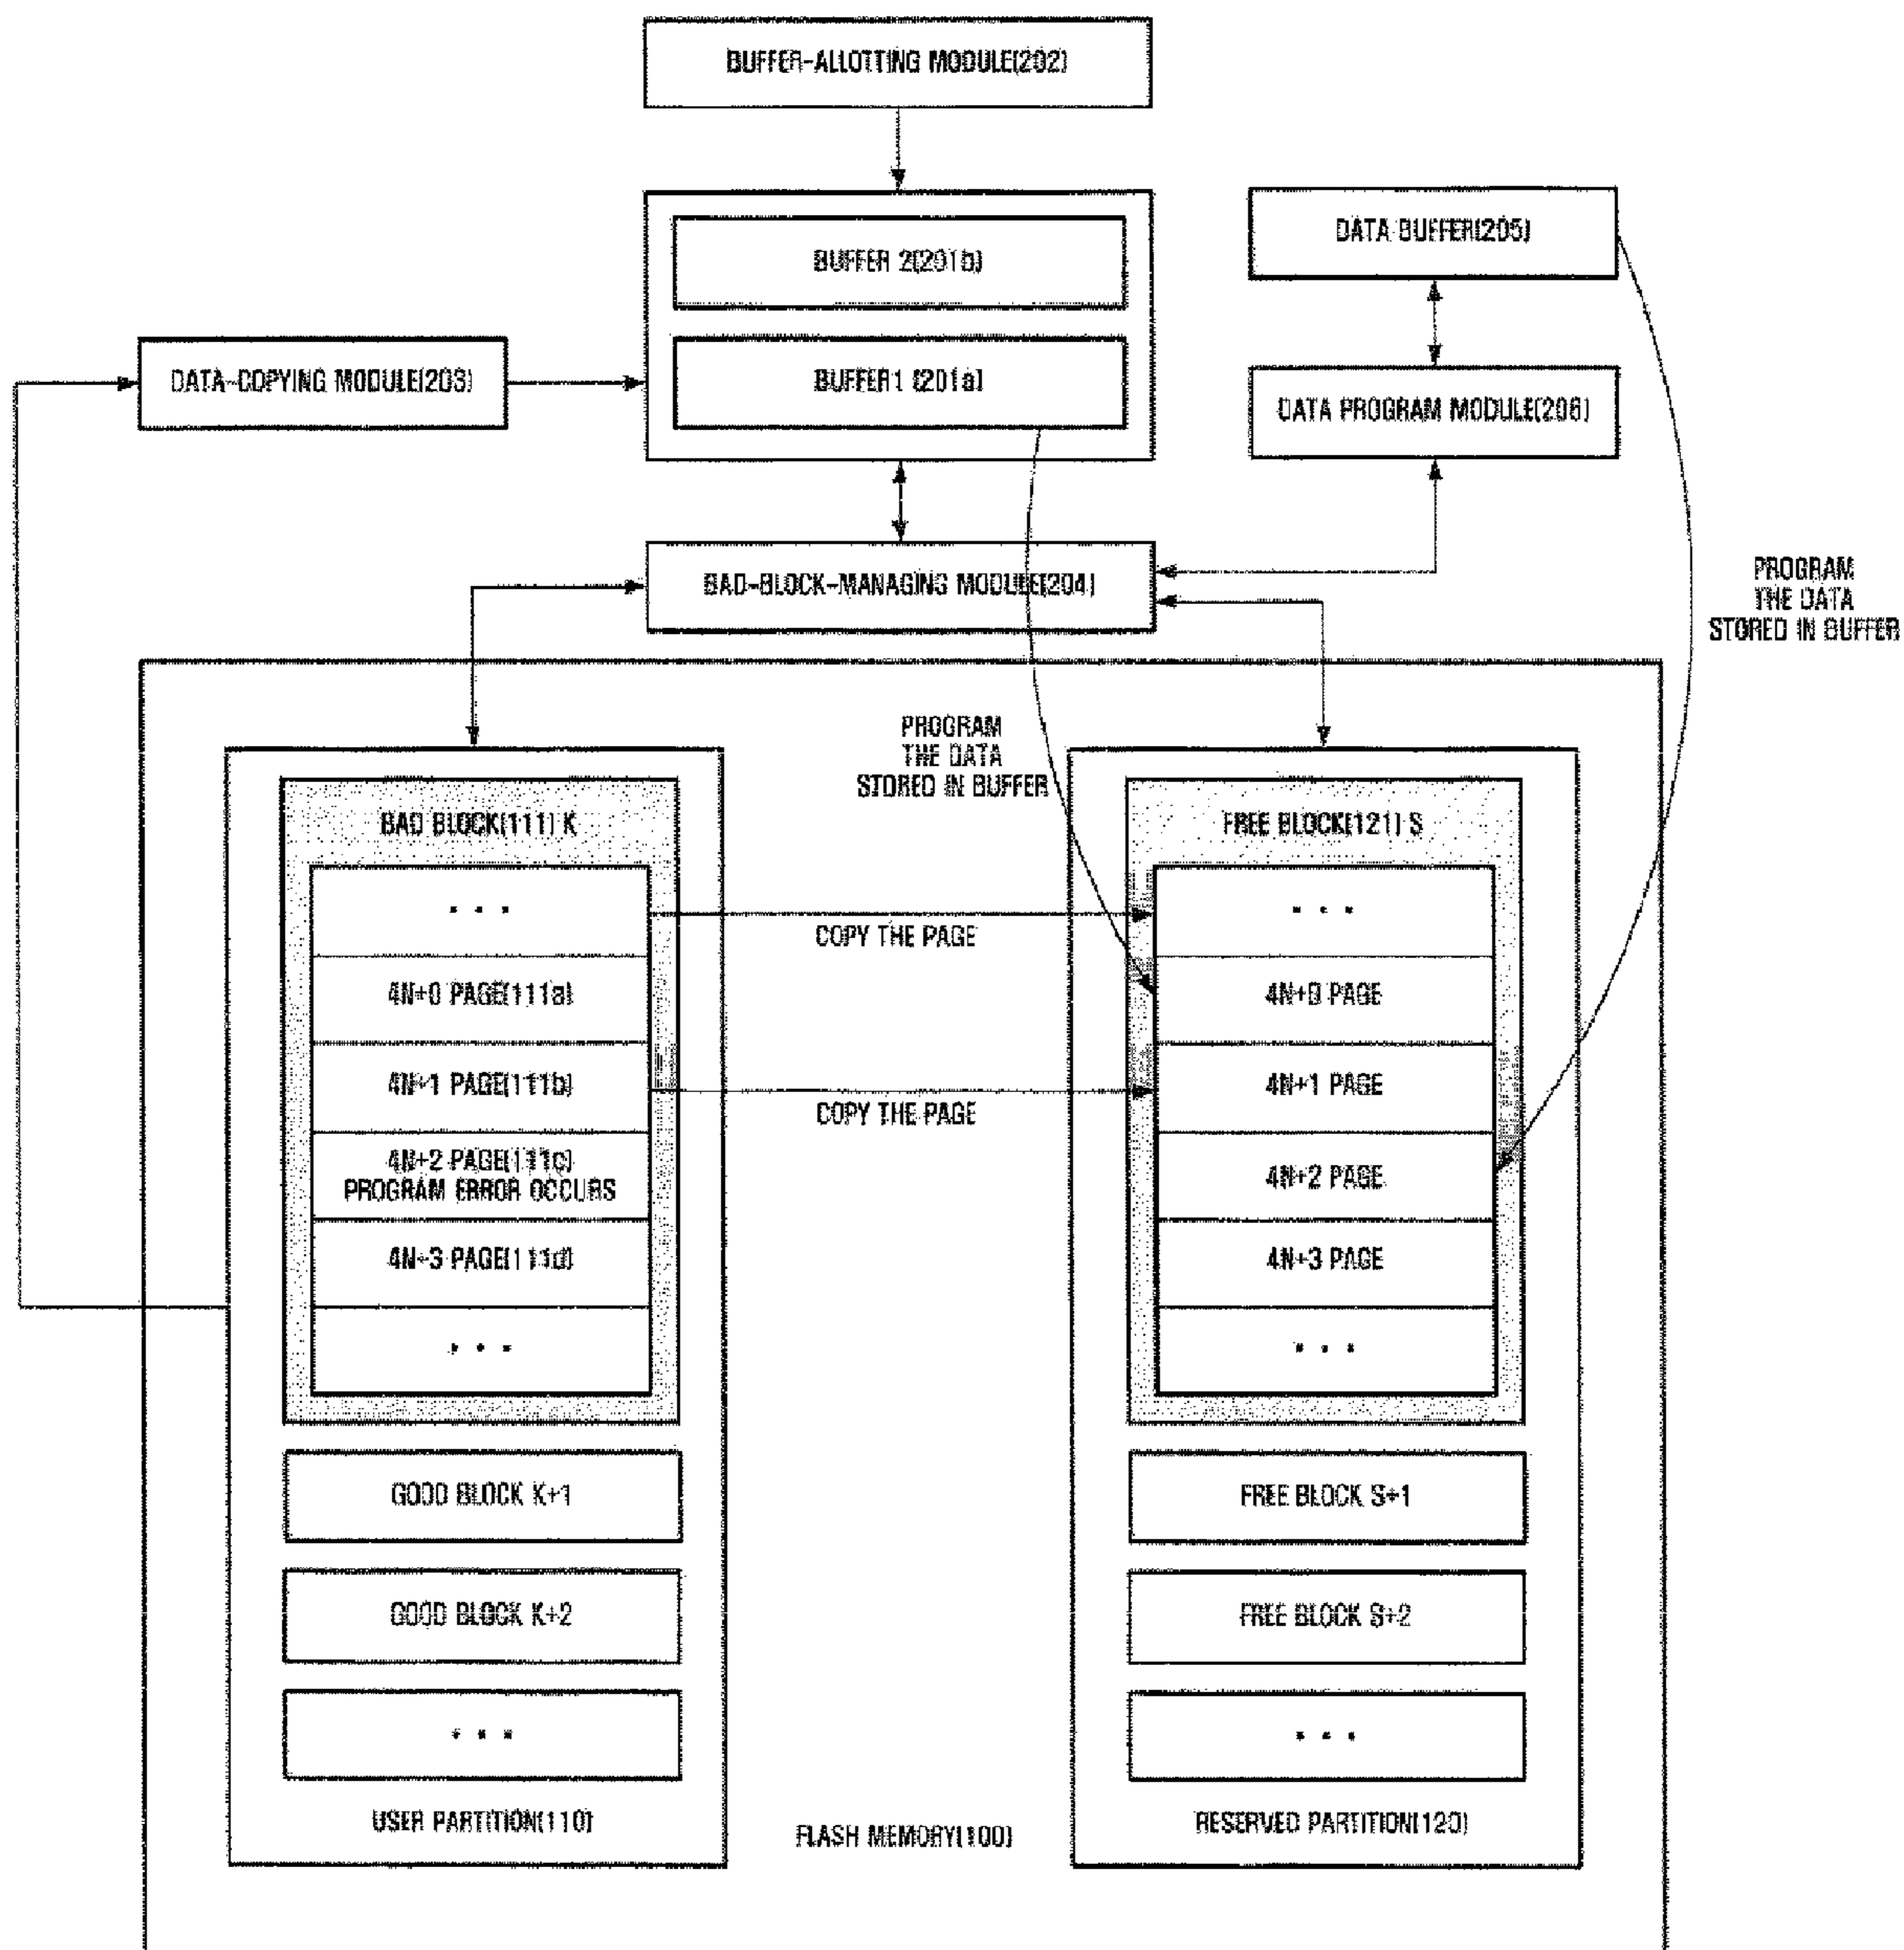 BUFFER-ALLOTTING MODULE(202)
BUFFER 2(201b)
BUFFER1 (201a)
DATA BUFFER(205)
DATA-COPYING MODULE(203)
DATA PROGRAM MODULE(206)
BAD-BLOCK-MANAGING MODULE(204)
PROGRAM
THE DATA
STORED IN BUFFER
PROGRAM
THE DATA
STORED IN BUFFER
BAD BLOCK(111) K
. . .
4N+0 PAGE(111a)
4N+1 PAGE(111b)
4N+2 PAGE(111c)
PROGRAM ERROR OCCURS
4N+3 PAGE(111d)
. . .
COPY THE PAGE
COPY THE PAGE
FREE BLOCK(121) S
. . .
4N+0 PAGE
4N+1 PAGE
4N+2 PAGE
4N+3 PAGE
. . .
GOOD BLOCK K+1
GOOD BLOCK K+2
. . .
USER PARTITION(110)
FREE BLOCK S+1
FREE BLOCK S+2
. . .
RESERVED PARTITION(120)
FLASH MEMORY(100)